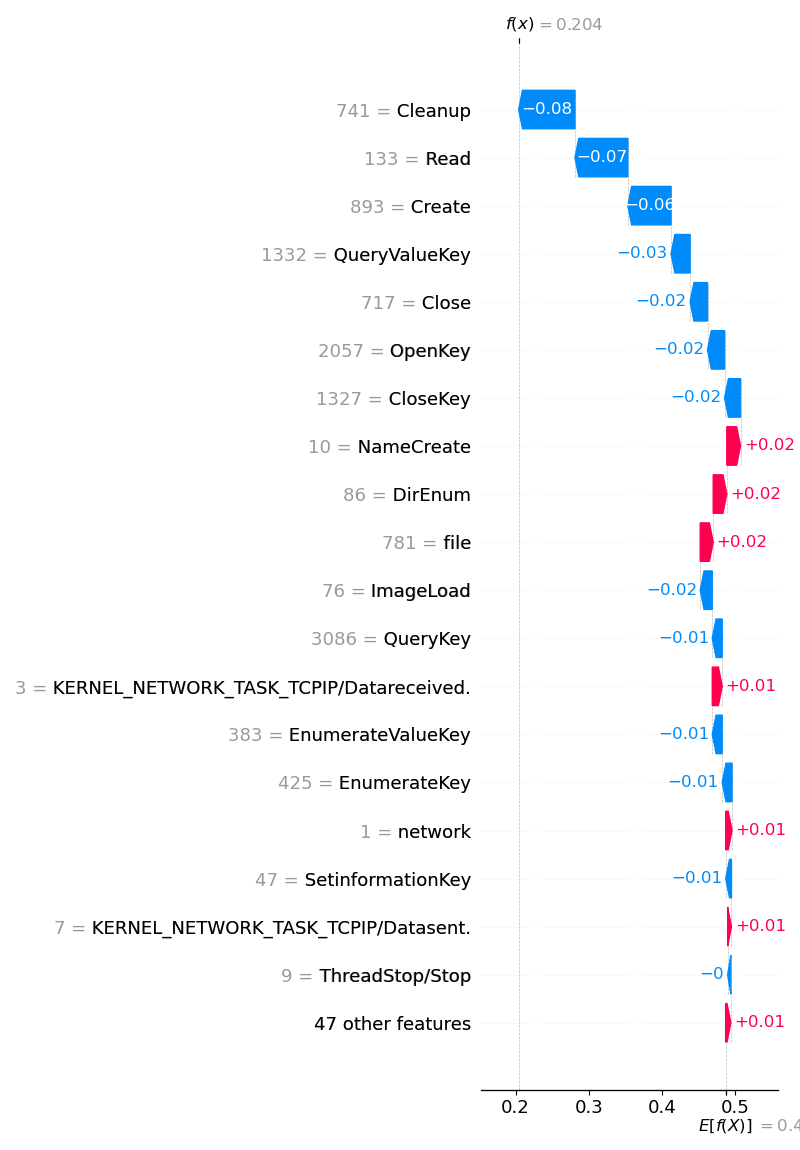 f(x) = 0.204
741 = Cleanup −0.08
133 = Read −0.07
893 = Create −0.06
1332 = QueryValueKey −0.03
717 = Close −0.02
2057 = OpenKey −0.02
1327 = CloseKey −0.02
10 = NameCreate +0.02
86 = DirEnum +0.02
781 = file +0.02
76 = ImageLoad −0.02
3086 = QueryKey −0.01
3 = KERNEL_NETWORK_TASK_TCPIP/Datareceived. +0.01
383 = EnumerateValueKey −0.01
425 = EnumerateKey −0.01
1 = network +0.01
47 = SetinformationKey −0.01
7 = KERNEL_NETWORK_TASK_TCPIP/Datasent. +0.01
9 = ThreadStop/Stop −0
47 other features +0.01
0.2 0.3 0.4 0.5
E[f(X)] = 0.4